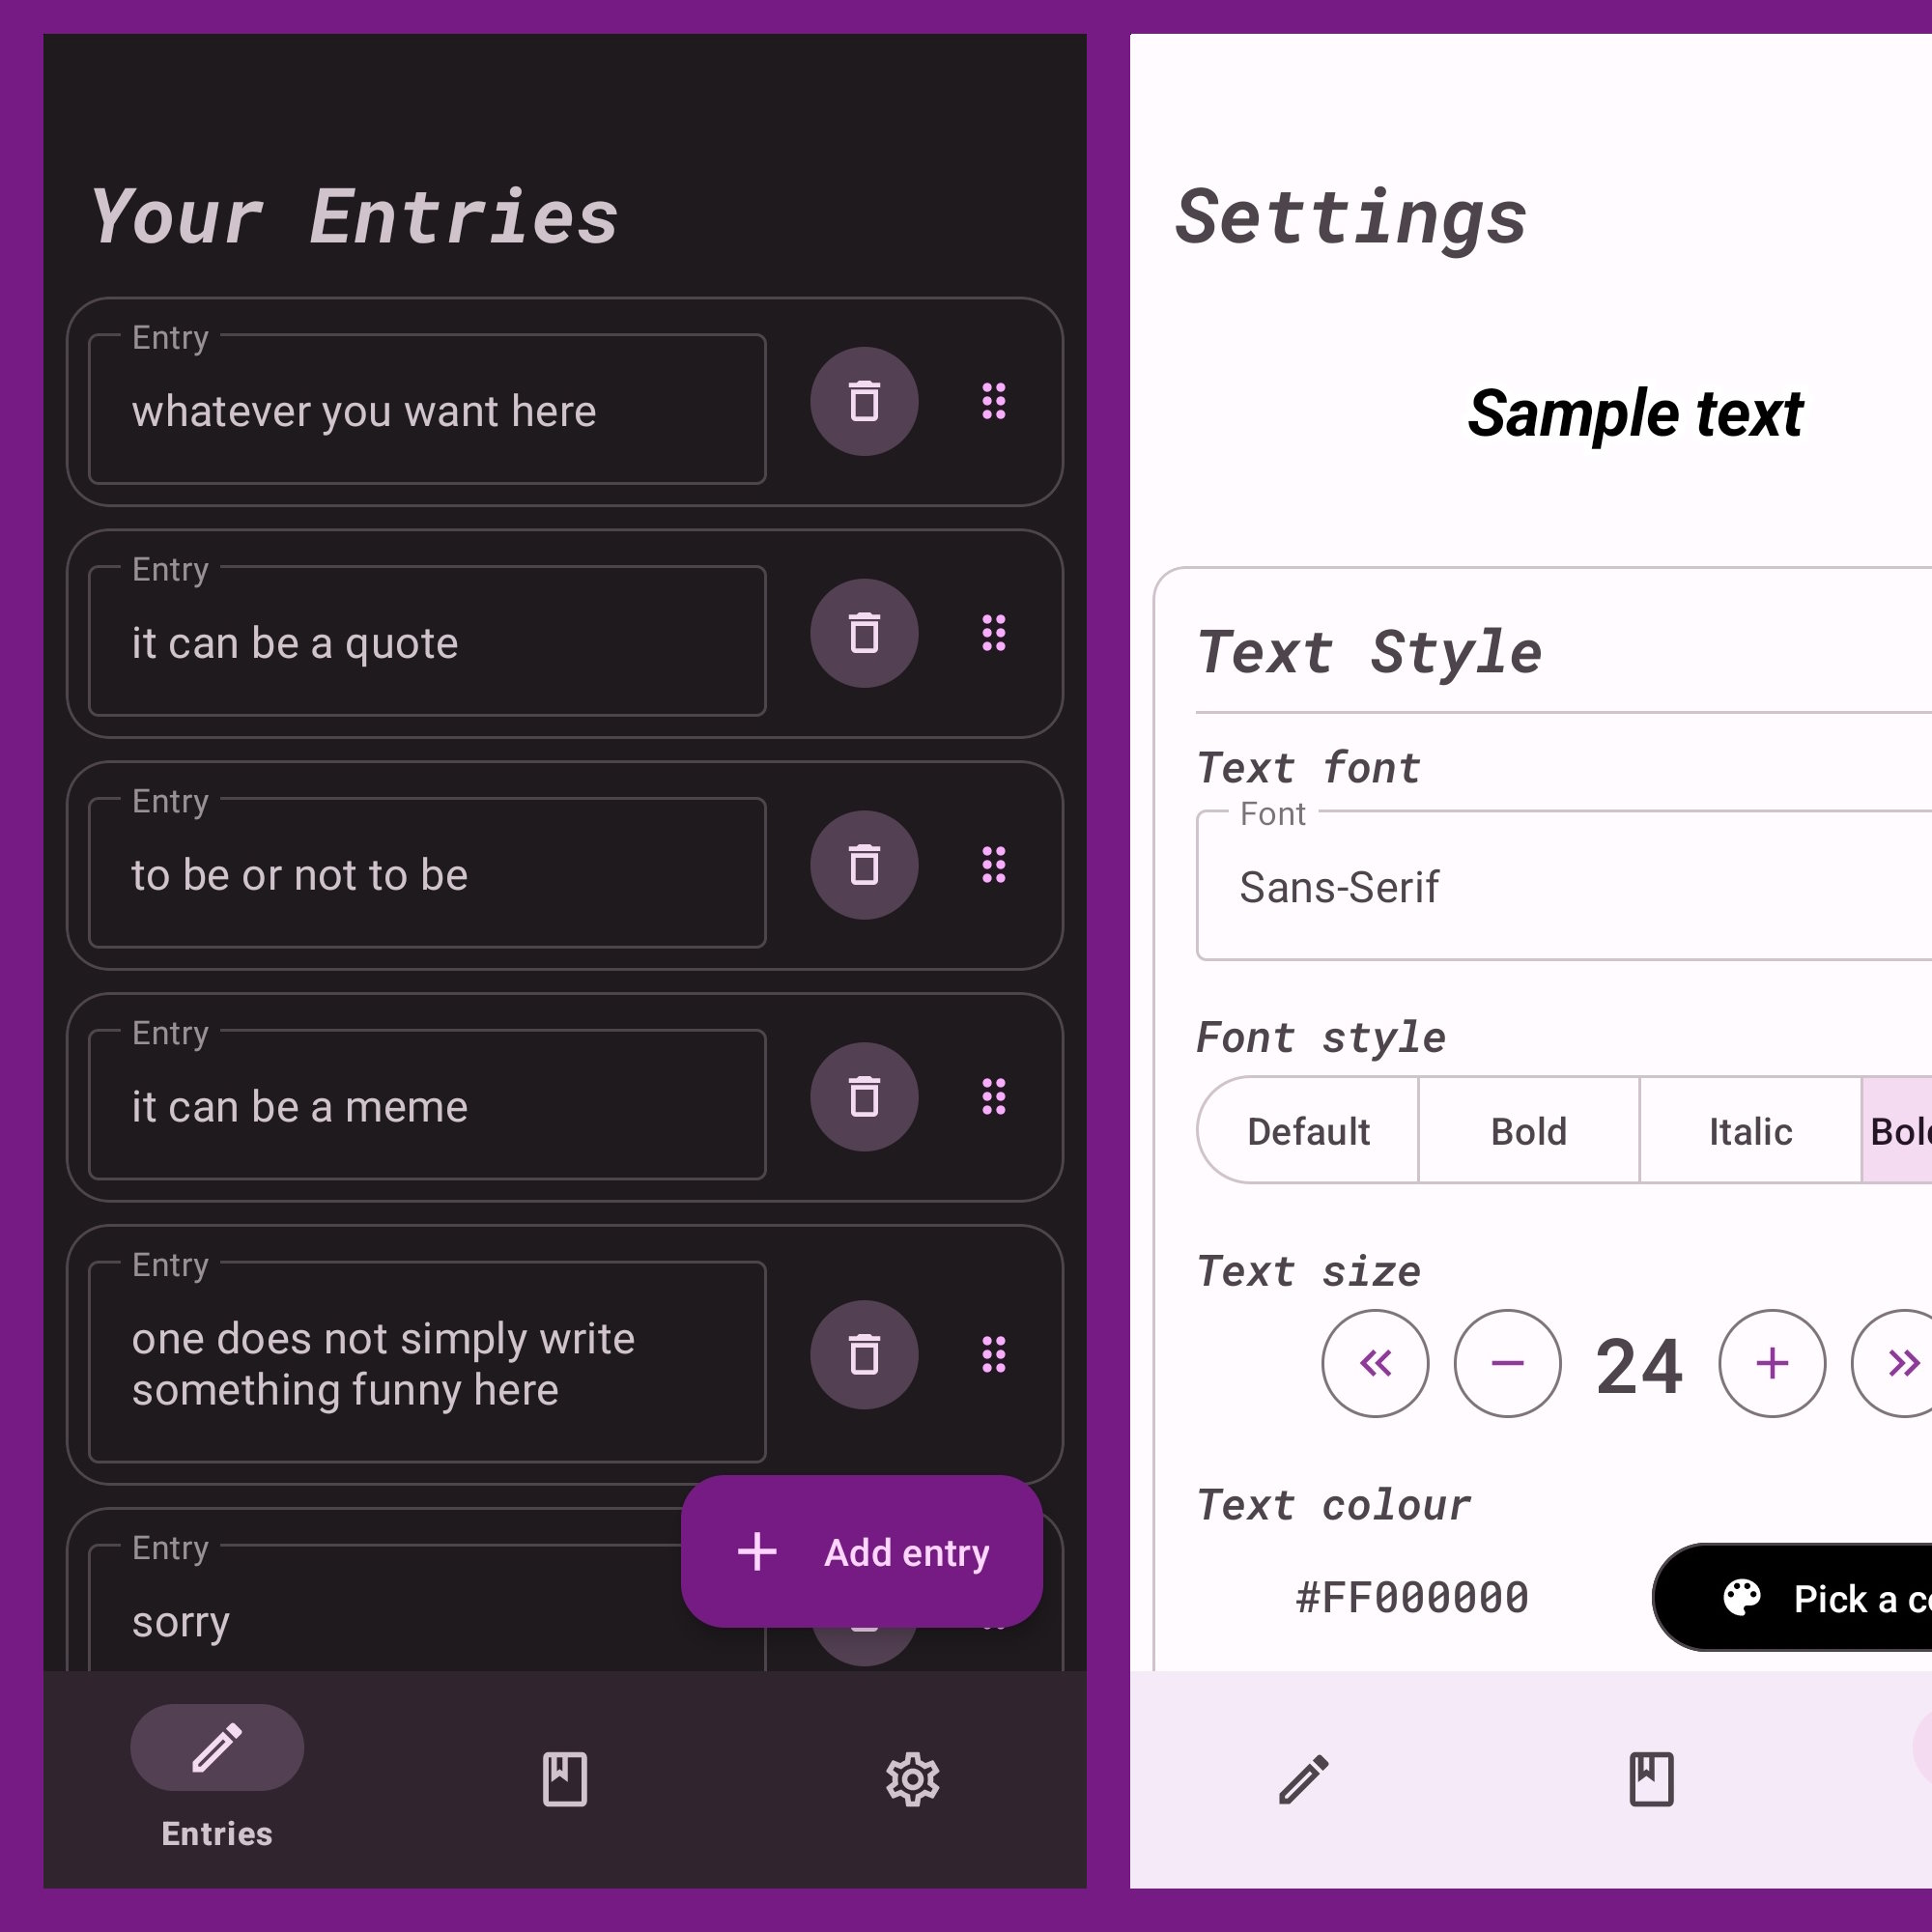 Your Entries
Entry
whatever you want here
Entry
it can be a quote
Entry
to be or not to be
Entry
it can be a meme
Entry
one does not simply write
something funny here
Entry
sorry
Add entry
Entries
Settings
Sample text
Text Style
Text font
Font
Sans-Serif
Font style
Default Bold Italic
Text size
24
Text colour
#FF000000
Pick a